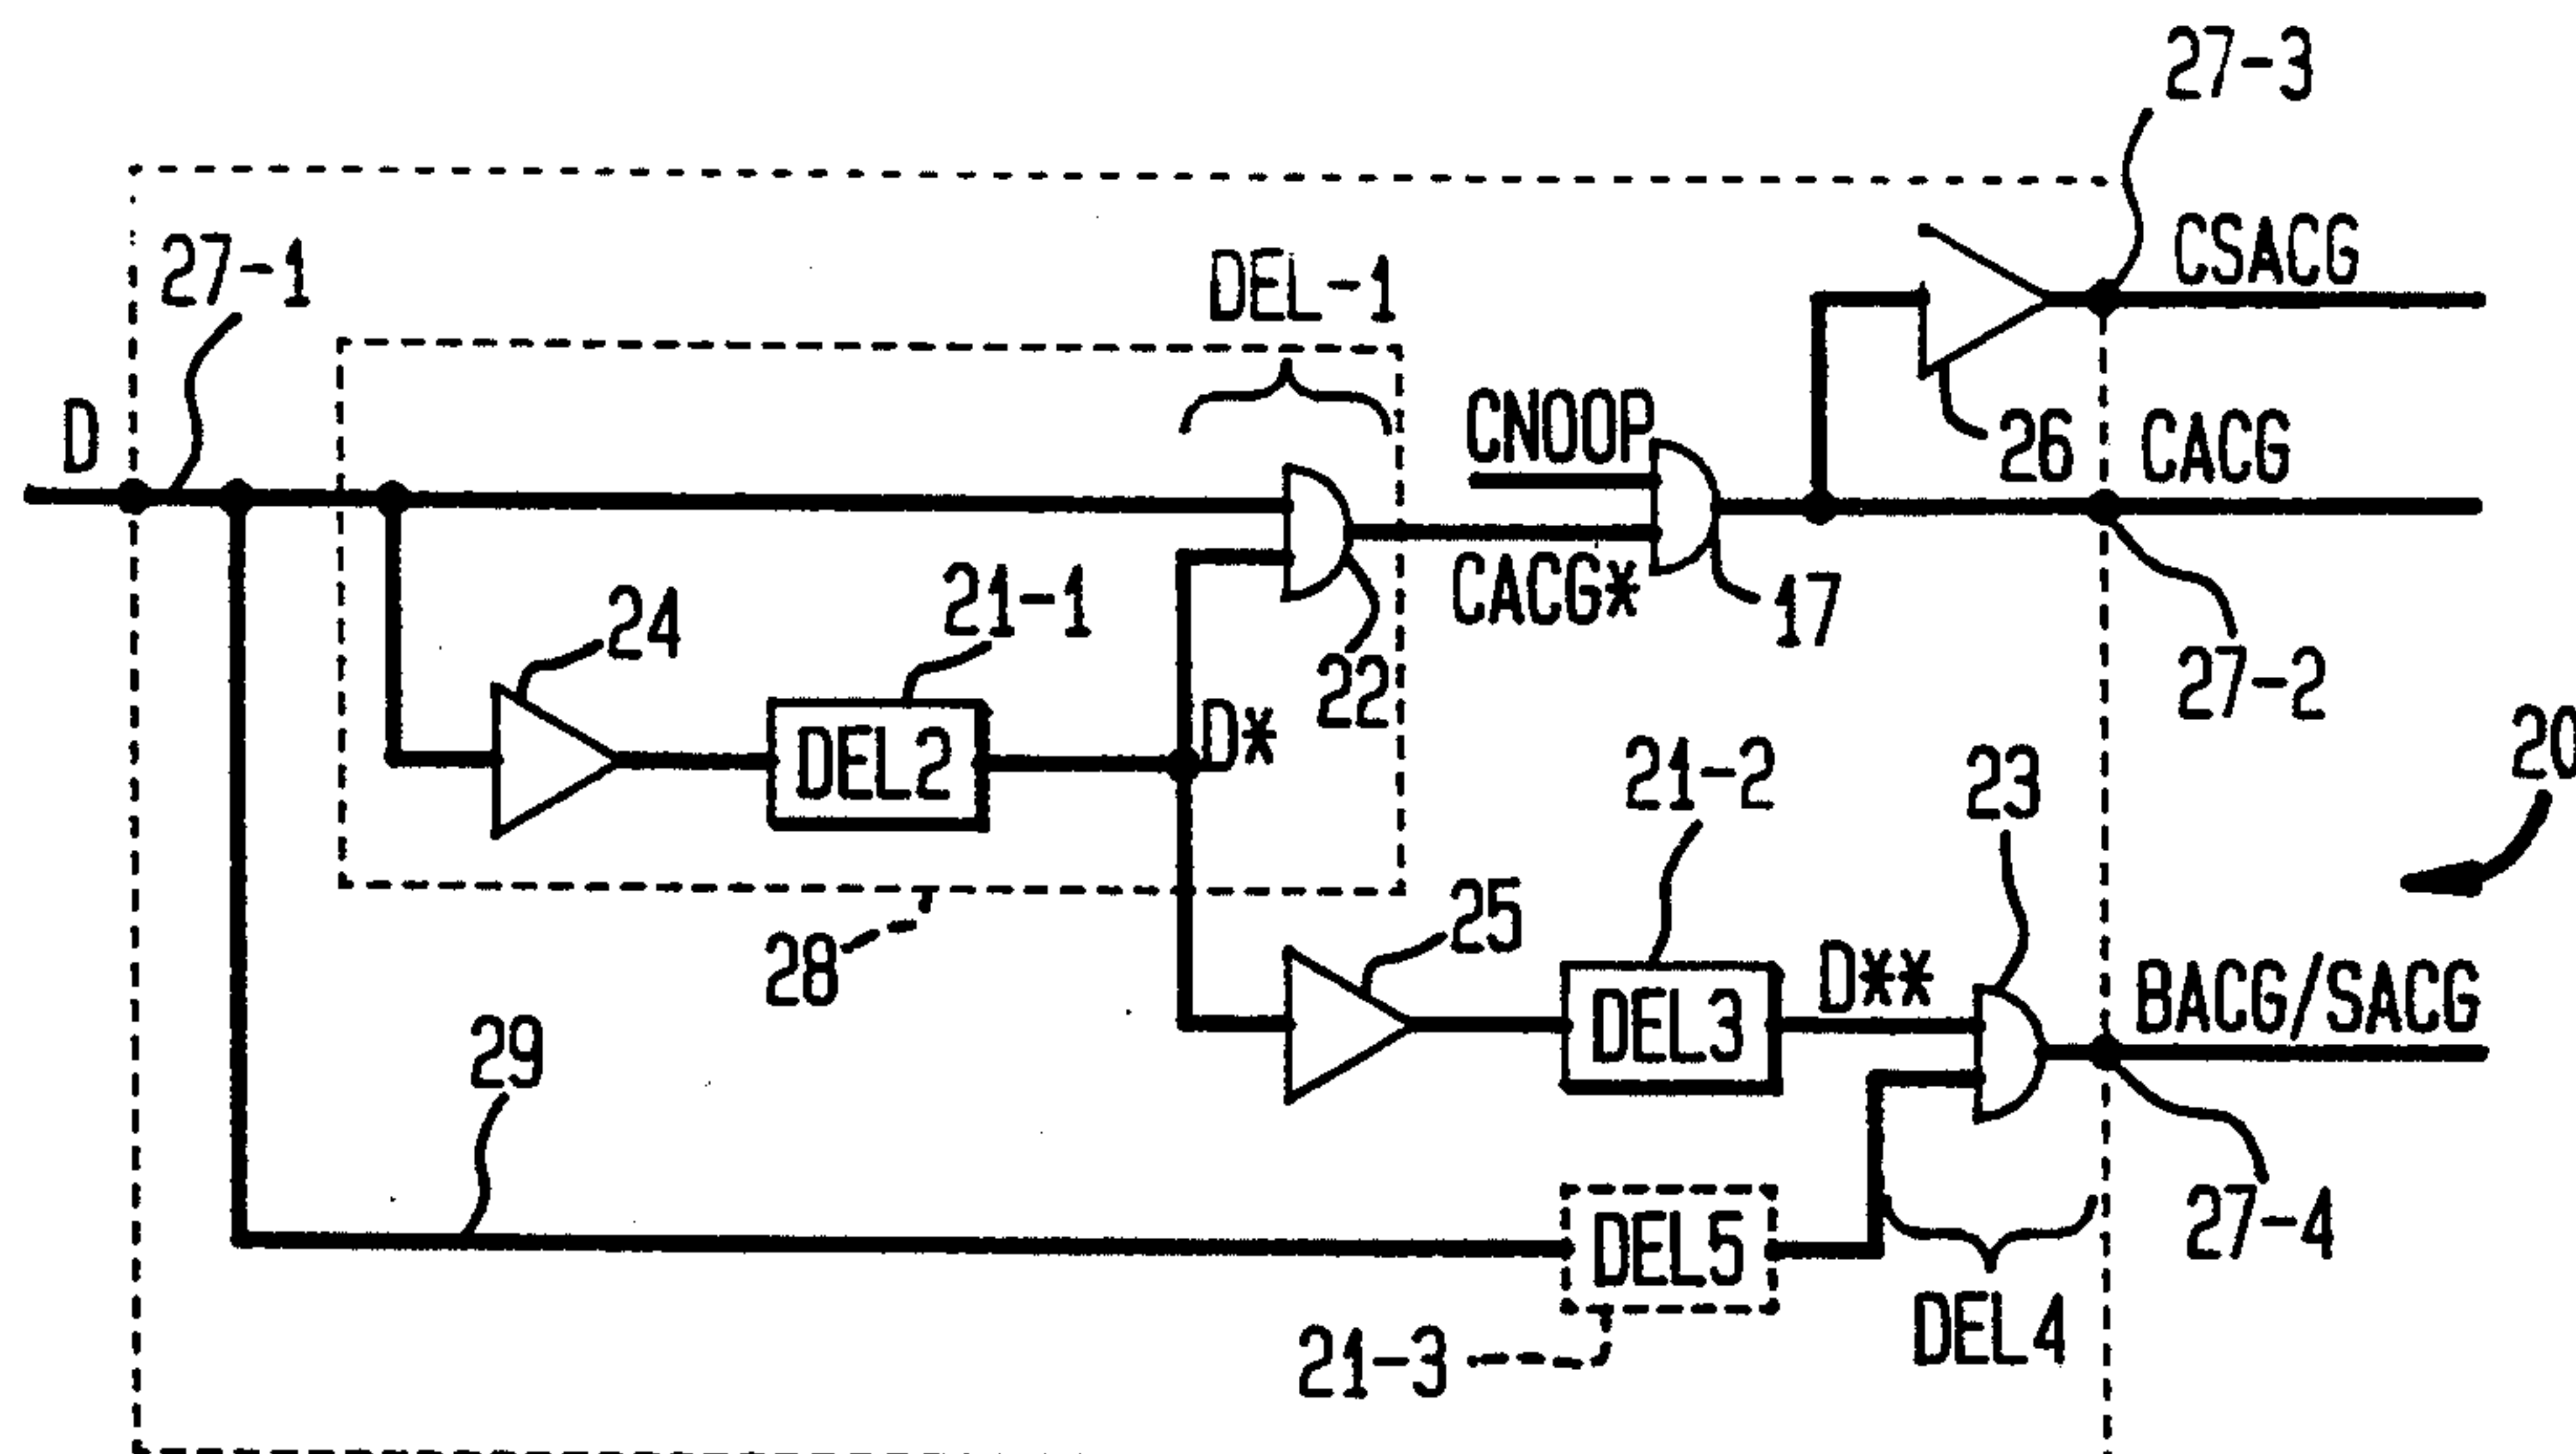 27-3
27-1
CSACG
DEL-1
CNOOP
D
26
CACG
CACG*
17
24
21-1
22
27-2
20
DEL2
D*
21-2
23
25
28
D**
BACG/SACG
29
DEL3
DEL5
27-4
DEL4
21-3